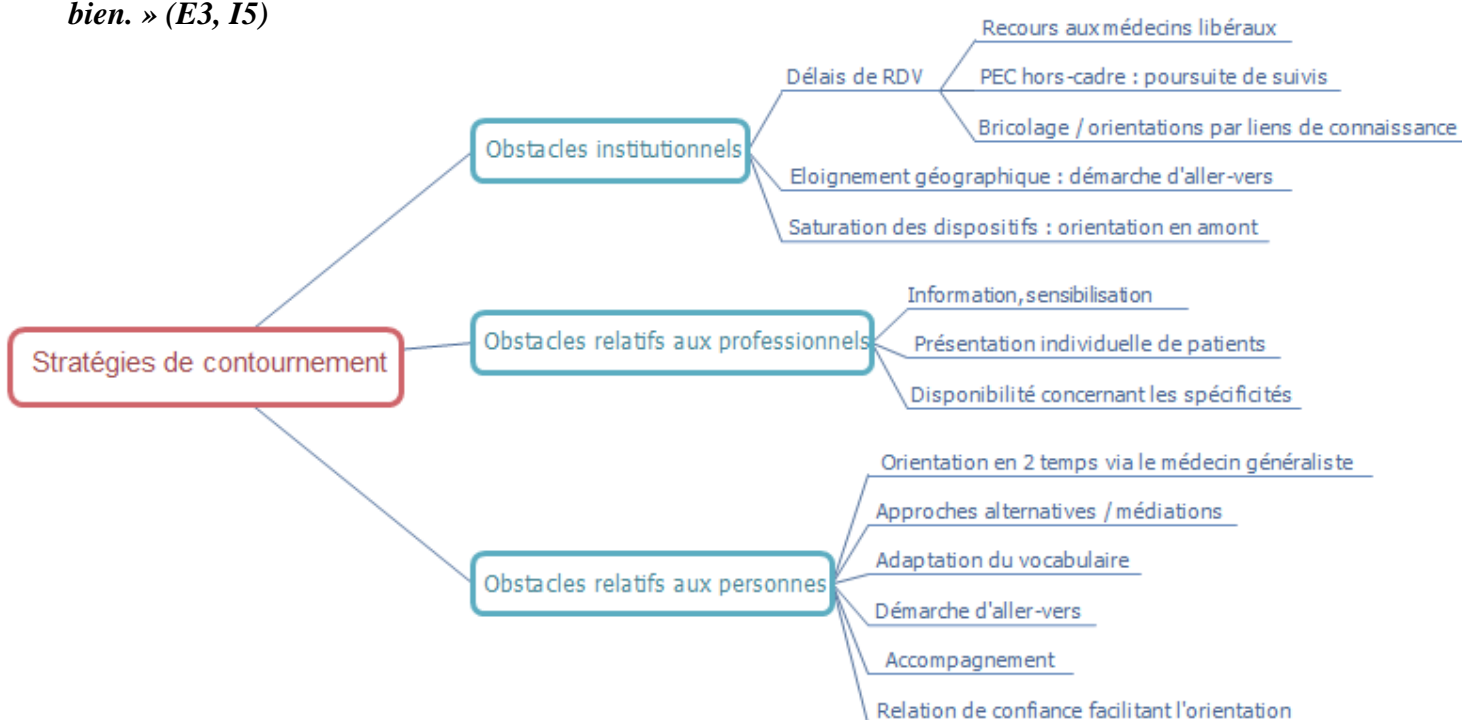 bien. » (E3, I5)
Stratégies de contournement
Obstacles institutionnels
Délais de RDV
Recours aux médecins libéraux
PEC hors-cadre : poursuite de suivis
Bricolage / orientations par liens de connaissance
Eloignement géographique : démarche d'aller-vers
Saturation des dispositifs : orientation en amont
Obstacles relatifs aux professionnels
Information, sensibilisation
Présentation individuelle de patients
Disponibilité concernant les spécificités
Obstacles relatifs aux personnes
Orientation en 2 temps via le médecin généraliste
Approches alternatives / médiations
Adaptation du vocabulaire
Démarche d'aller-vers
Accompagnement
Relation de confiance facilitant l'orientation